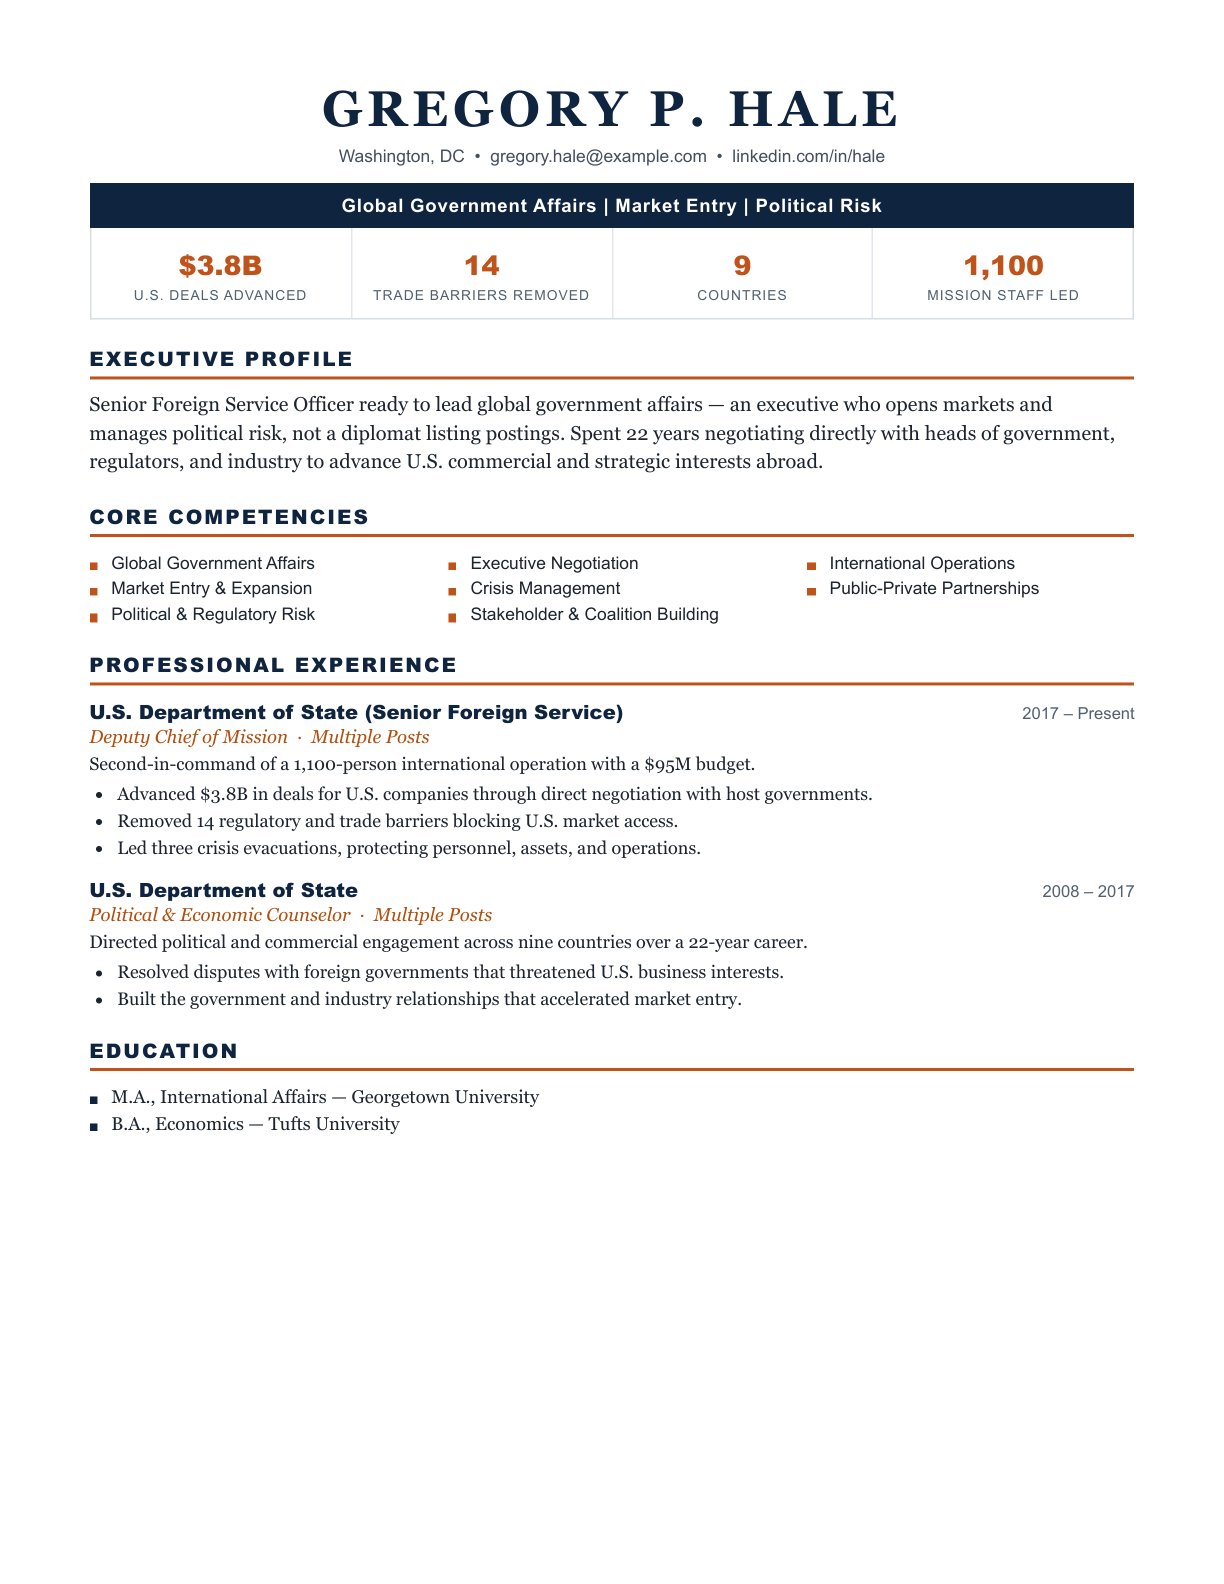 GREGORY P. HALE
Washington, DC • gregory.hale@example.com • linkedin.com/in/hale
Global Government Affairs | Market Entry | Political Risk
$3.8B
U.S. DEALS ADVANCED
14
TRADE BARRIERS REMOVED
9
COUNTRIES
1,100
MISSION STAFF LED
EXECUTIVE PROFILE
Senior Foreign Service Officer ready to lead global government affairs — an executive who opens markets and
manages political risk, not a diplomat listing postings. Spent 22 years negotiating directly with heads of government,
regulators, and industry to advance U.S. commercial and strategic interests abroad.
CORE COMPETENCIES
■ Global Government Affairs
■ Market Entry & Expansion
■ Political & Regulatory Risk
■ Executive Negotiation
■ Crisis Management
■ Stakeholder & Coalition Building
■ International Operations
■ Public-Private Partnerships
PROFESSIONAL EXPERIENCE
U.S. Department of State (Senior Foreign Service) 2017 – Present
Deputy Chief of Mission · Multiple Posts
Second-in-command of a 1,100-person international operation with a $95M budget.
• Advanced $3.8B in deals for U.S. companies through direct negotiation with host governments.
• Removed 14 regulatory and trade barriers blocking U.S. market access.
• Led three crisis evacuations, protecting personnel, assets, and operations.
U.S. Department of State 2008 – 2017
Political & Economic Counselor · Multiple Posts
Directed political and commercial engagement across nine countries over a 22-year career.
• Resolved disputes with foreign governments that threatened U.S. business interests.
• Built the government and industry relationships that accelerated market entry.
EDUCATION
■ M.A., International Affairs — Georgetown University
■ B.A., Economics — Tufts University